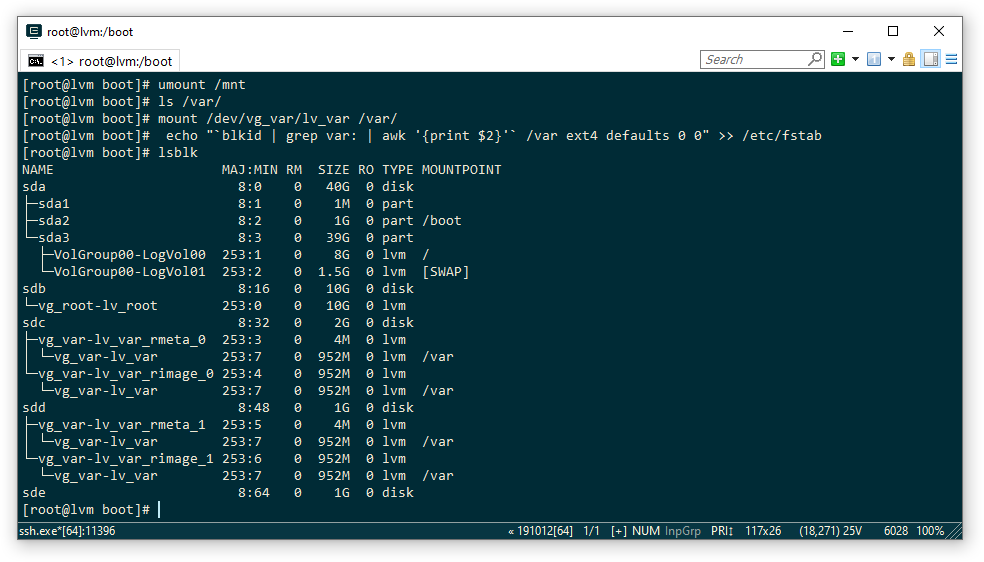 root@lvm:/boot
<1> root@lvm:/boot
Search
[root@lvm boot]# umount /mnt
[root@lvm boot]# ls /var/
[root@lvm boot]# mount /dev/vg_var/lv_var /var/
[root@lvm boot]#  echo "`blkid | grep var: | awk '{print $2}'` /var ext4 defaults 0 0" >> /etc/fstab
[root@lvm boot]# lsblk
NAME                     MAJ:MIN RM  SIZE RO TYPE MOUNTPOINT
sda                        8:0    0   40G  0 disk
├─sda1                     8:1    0    1M  0 part
├─sda2                     8:2    0    1G  0 part /boot
└─sda3                     8:3    0   39G  0 part
  ├─VolGroup00-LogVol00  253:1    0    8G  0 lvm  /
  └─VolGroup00-LogVol01  253:2    0  1.5G  0 lvm  [SWAP]
sdb                        8:16   0   10G  0 disk
└─vg_root-lv_root        253:0    0   10G  0 lvm
sdc                        8:32   0    2G  0 disk
├─vg_var-lv_var_rmeta_0  253:3    0    4M  0 lvm
│ └─vg_var-lv_var        253:7    0  952M  0 lvm  /var
└─vg_var-lv_var_rimage_0 253:4    0  952M  0 lvm
  └─vg_var-lv_var        253:7    0  952M  0 lvm  /var
sdd                        8:48   0    1G  0 disk
├─vg_var-lv_var_rmeta_1  253:5    0    4M  0 lvm
│ └─vg_var-lv_var        253:7    0  952M  0 lvm  /var
└─vg_var-lv_var_rimage_1 253:6    0  952M  0 lvm
  └─vg_var-lv_var        253:7    0  952M  0 lvm  /var
sde                        8:64   0    1G  0 disk
[root@lvm boot]#
ssh.exe*[64]:11396 « 191012[64] 1/1 [+] NUM InpGrp PRI↕ 117x26 (18,271) 25V 6028 100%